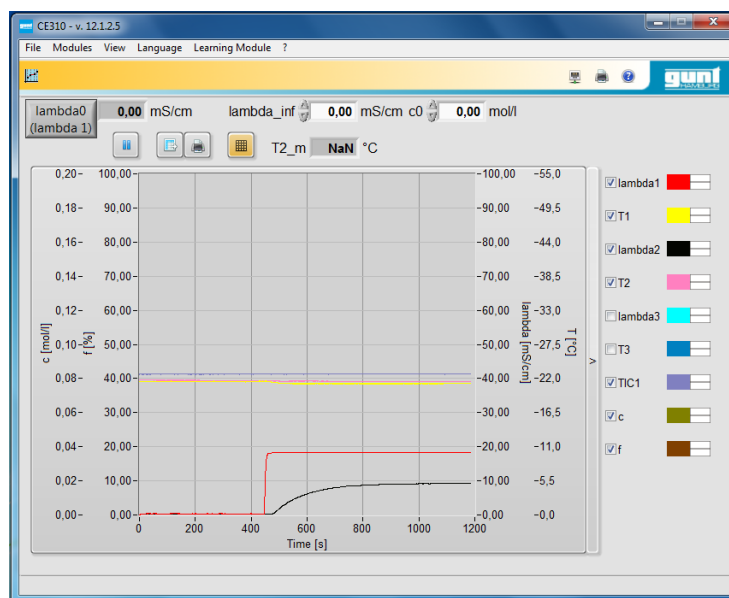 CE310 - v. 12.1.2.5
File Modules View Language Learning Module ?
gunt
HAMBURG
lambda0 0,00 mS/cm lambda_inf 0,00 mS/cm c0 0,00 mol/l
(lambda 1)
T2_m NaN °C
0,20 100,00 100,00 55,0
0,18 90,00 90,00 49,5
0,16 80,00 80,00 44,0
0,14 70,00 70,00 38,5
0,12 60,00 60,00 33,0
0,10 50,00 50,00 27,5
0,08 40,00 40,00 22,0
0,06 30,00 30,00 16,5
0,04 20,00 20,00 11,0
0,02 10,00 10,00 5,5
0,00 0,00 0,00 0,0
c [mol/l]
f [%]
lambda [mS/cm]
T [°C]
0 200 400 600 800 1000 1200
Time [s]
>
lambda1
T1
lambda2
T2
lambda3
T3
TIC1
c
f